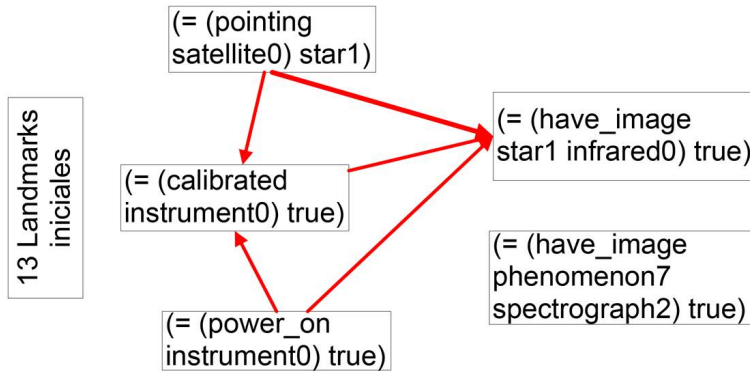 13 Landmarks
iniciales
(= (pointing
satellite0) star1)
(= (calibrated
instrument0) true)
(= (power_on
instrument0) true)
(= (have_image
star1 infrared0) true)
(= (have_image
phenomenon7
spectrograph2) true)